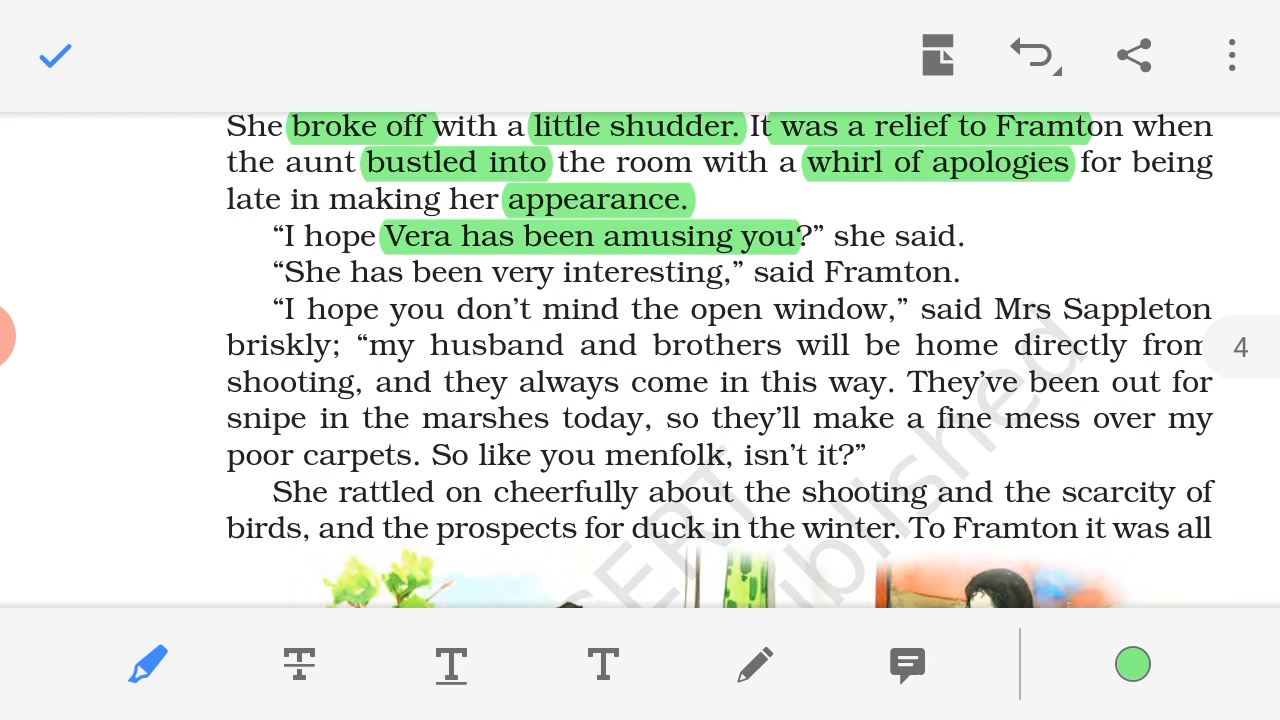 She broke off with a little shudder. It was a relief to Framton when
the aunt bustled into the room with a whirl of apologies for being
late in making her appearance.
“I hope Vera has been amusing you?” she said.
“She has been very interesting,” said Framton.
“I hope you don’t mind the open window,” said Mrs Sappleton
briskly; “my husband and brothers will be home directly from
shooting, and they always come in this way. They’ve been out for
snipe in the marshes today, so they’ll make a fine mess over my
poor carpets. So like you menfolk, isn’t it?”
She rattled on cheerfully about the shooting and the scarcity of
birds, and the prospects for duck in the winter. To Framton it was all
4